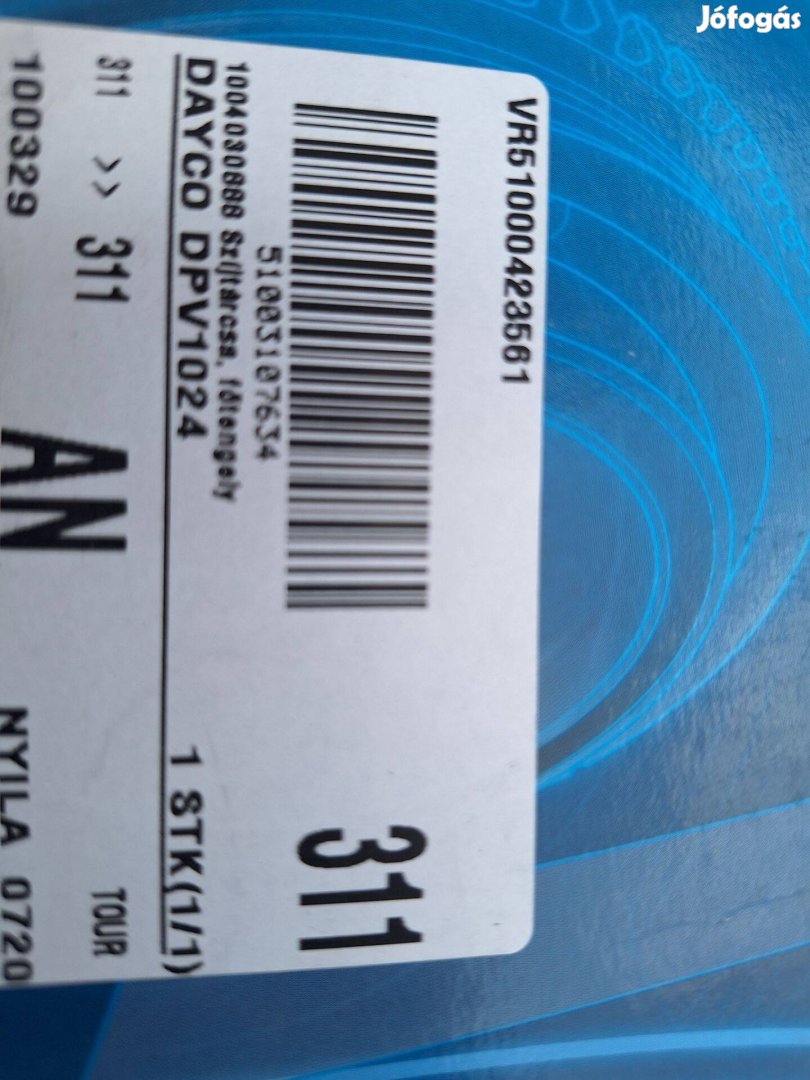 Jófogás
VR51000423561
51003107634
1004030888 Szíjtárcsa, főtengely
DAYCO DPV1024
1 STK(1/1)
311
311 >> 311
TOUR
100329
AN
NYILA 0720